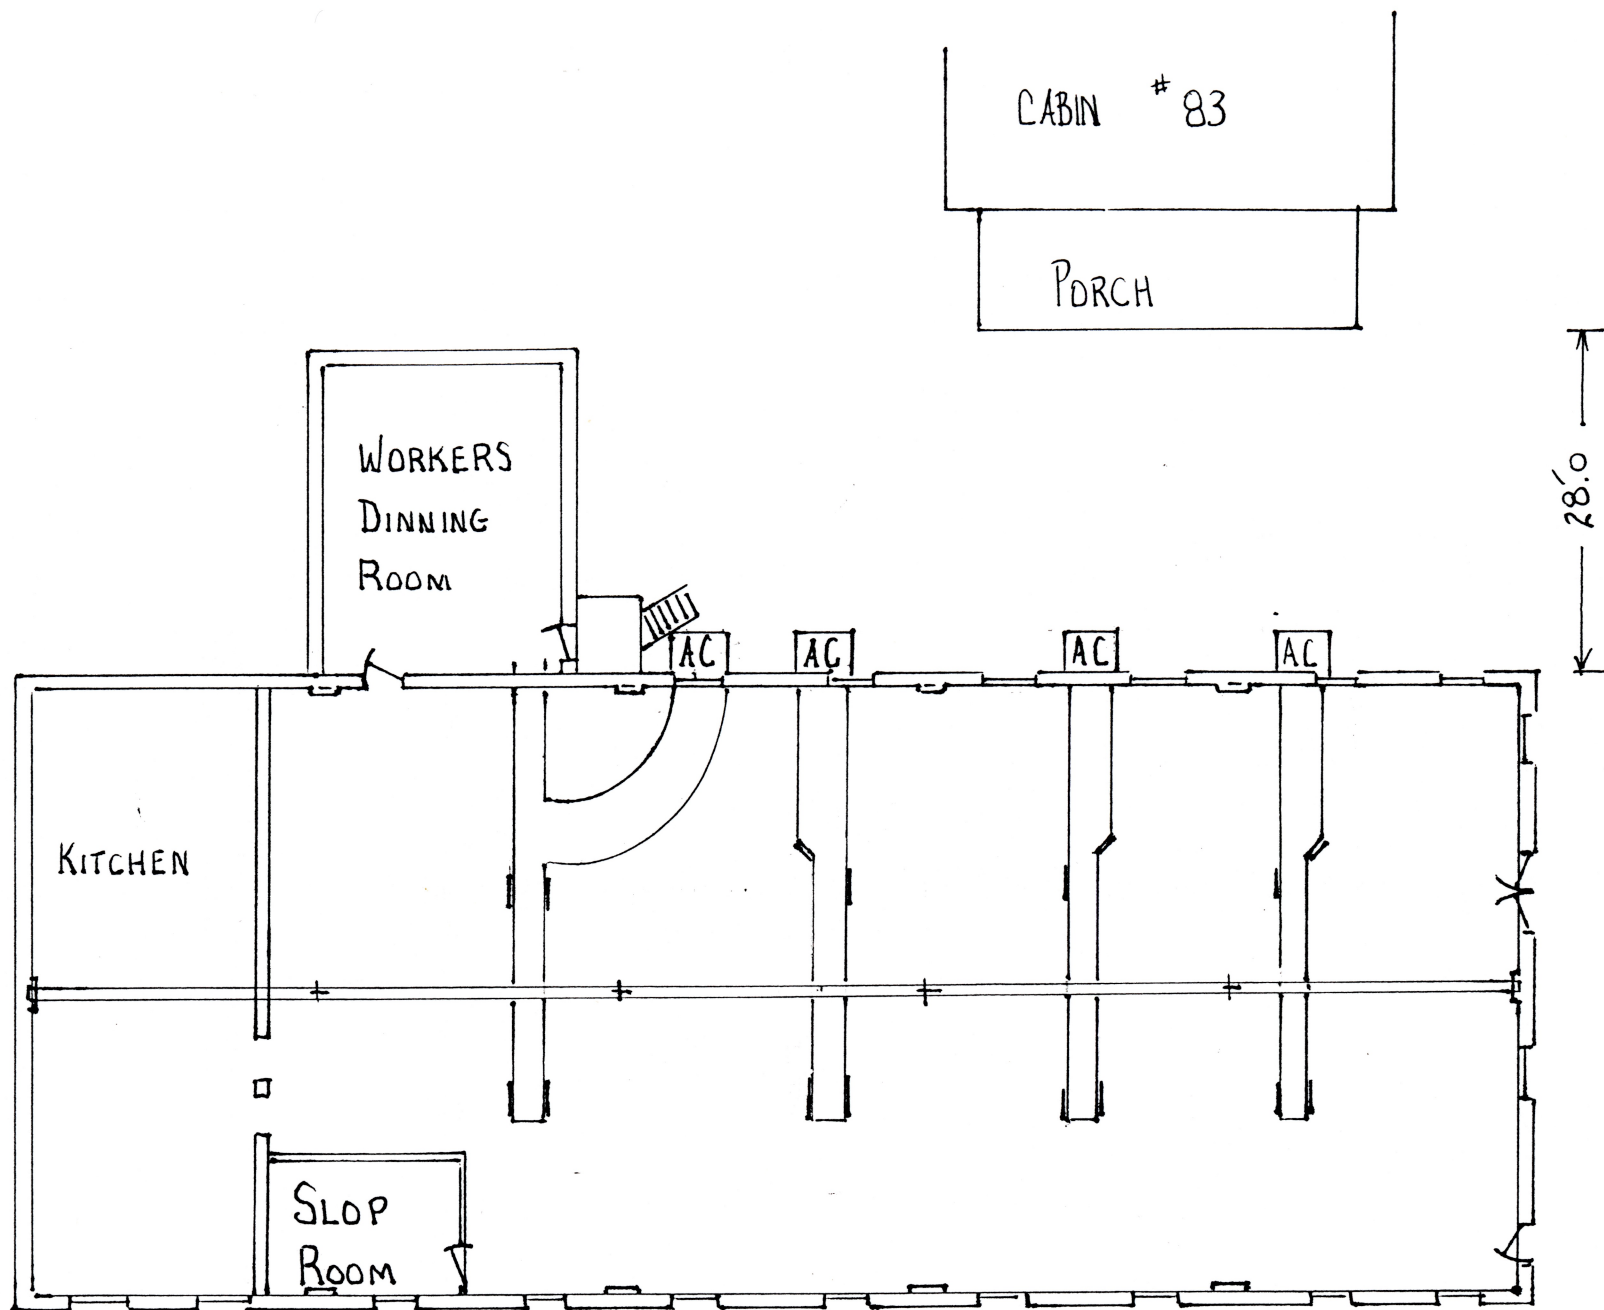 CABIN # 83
PORCH
WORKERS
DINNING
ROOM
28'.0
AC AC AC AC
KITCHEN
SLOP
ROOM